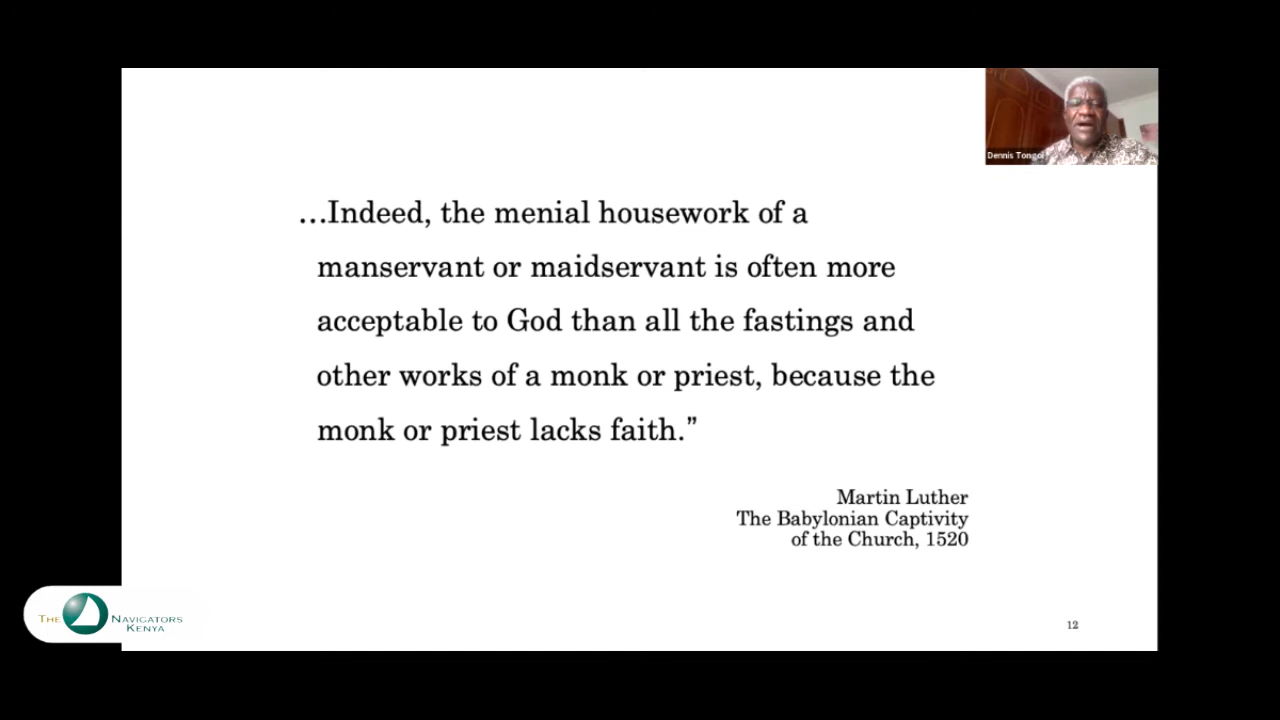 Dennis Tongoi
…Indeed, the menial housework of a
manservant or maidservant is often more
acceptable to God than all the fastings and
other works of a monk or priest, because the
monk or priest lacks faith.”
Martin Luther
The Babylonian Captivity
of the Church, 1520
THE NAVIGATORS
KENYA
12